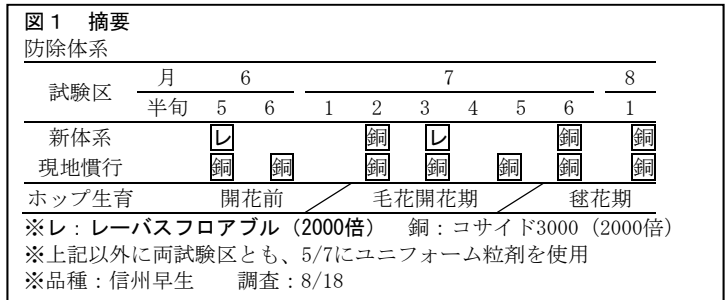 図1 摘要
防除体系
試験区 月 6 7 8
半旬 5 6 1 2 3 4 5 6 1
新体系 レ 銅 レ 銅 銅
現地慣行 銅 銅 銅 銅 銅 銅 銅
ホップ生育 開花前 毛花開花期 毬花期
※レ：レーバスフロアブル（2000倍） 銅：コサイド3000（2000倍）
※上記以外に両試験区とも、5/7にユニフォーム粒剤を使用
※品種：信州早生 調査：8/18